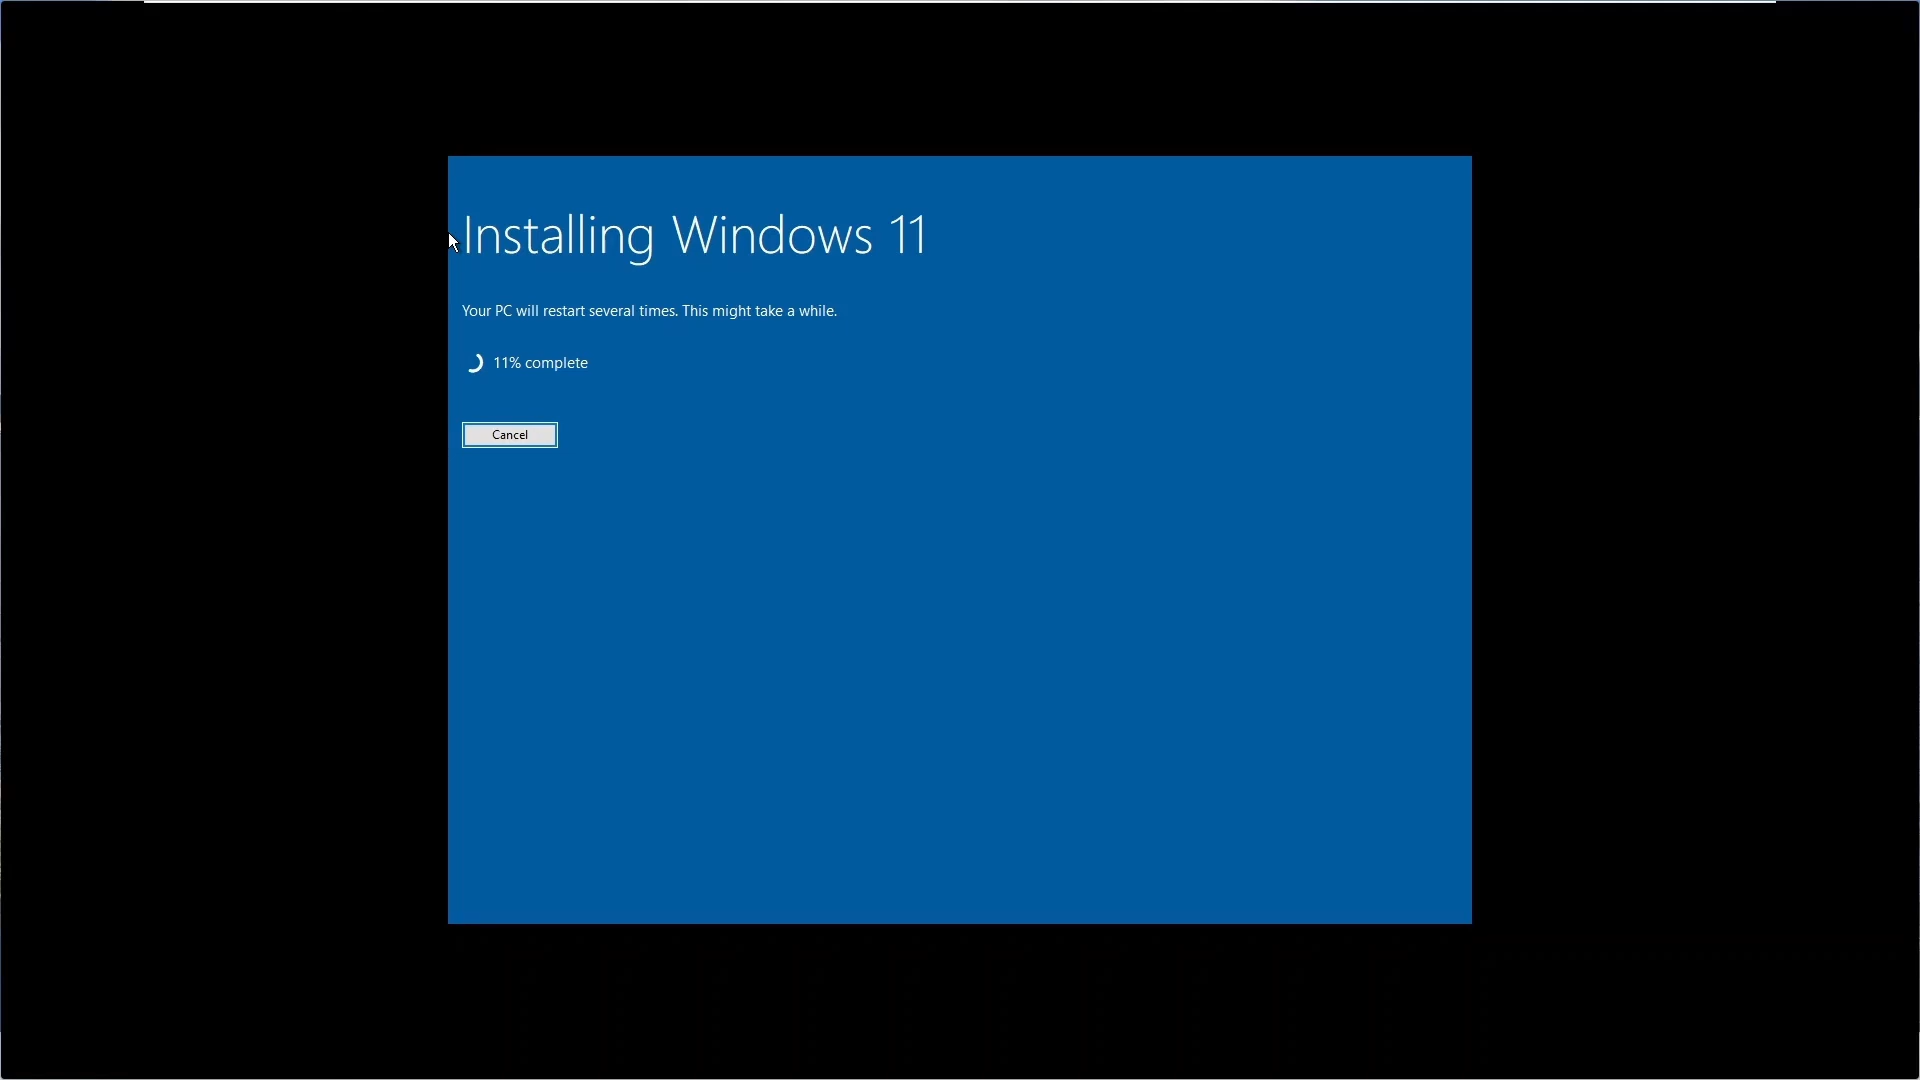 Installing Windows 11
Your PC will restart several times. This might take a while.
11% complete
Cancel